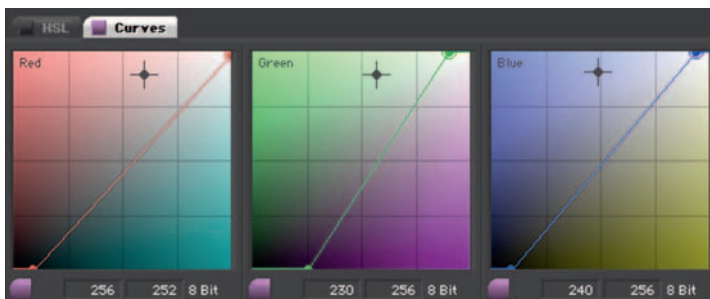 HSL Curves
Red Green Blue
256 252 8 Bit 230 256 8 Bit 240 256 8 Bit